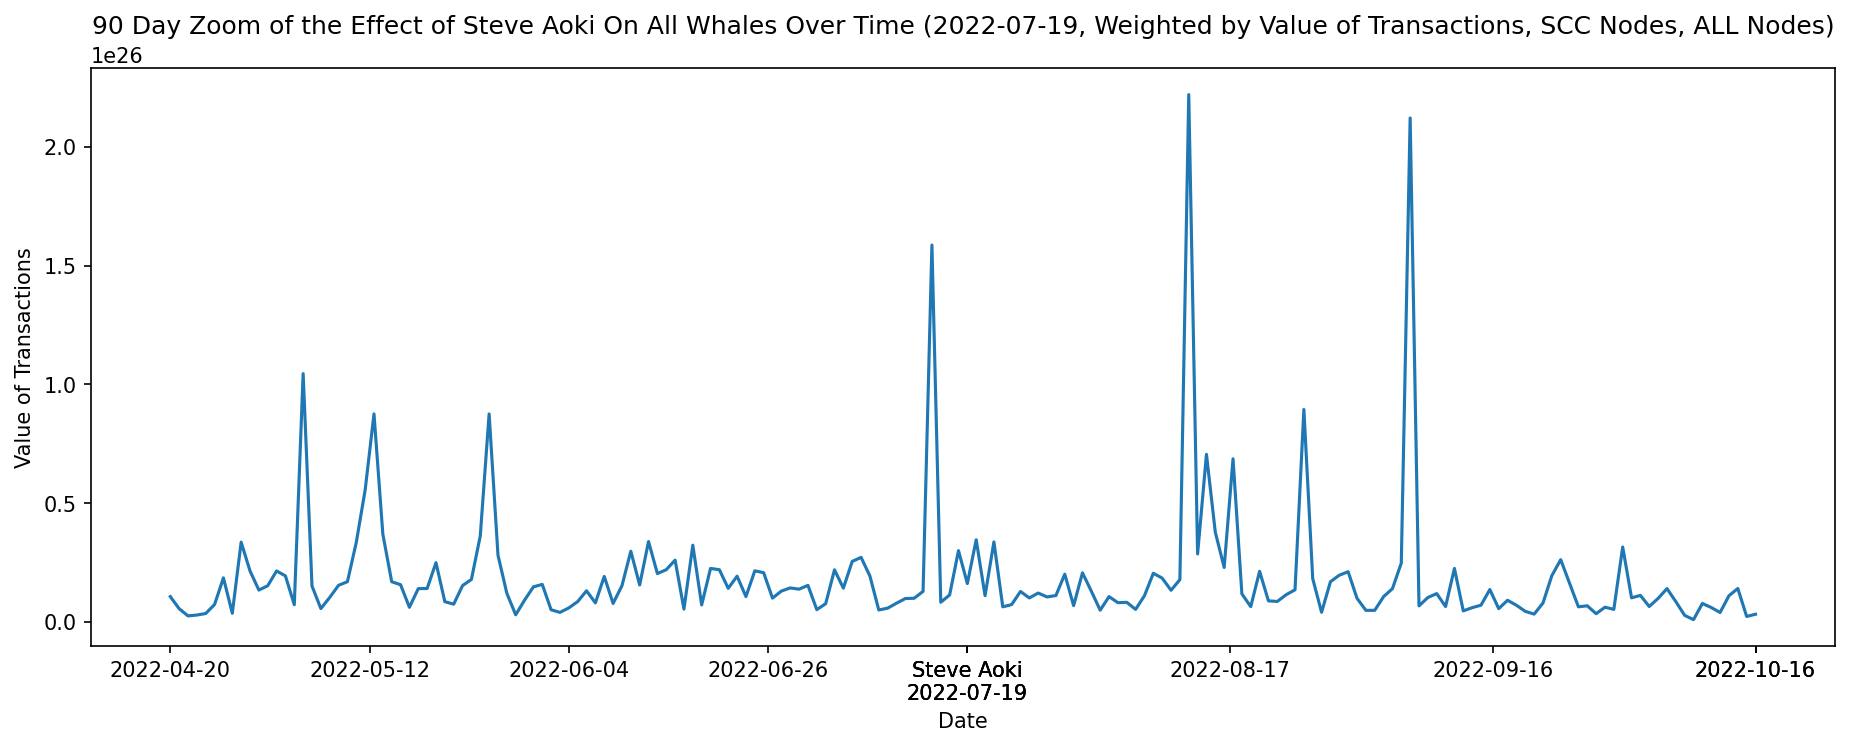 90 Day Zoom of the Effect of Steve Aoki On All Whales Over Time (2022-07-19, Weighted by Value of Transactions, SCC Nodes, ALL Nodes)
1e26
2.0
1.5
1.0
0.5
0.0
Value of Transactions
2022-04-20 2022-05-12 2022-06-04 2022-06-26 Steve Aoki 2022-08-17 2022-09-16 2022-10-16
2022-07-19
Date